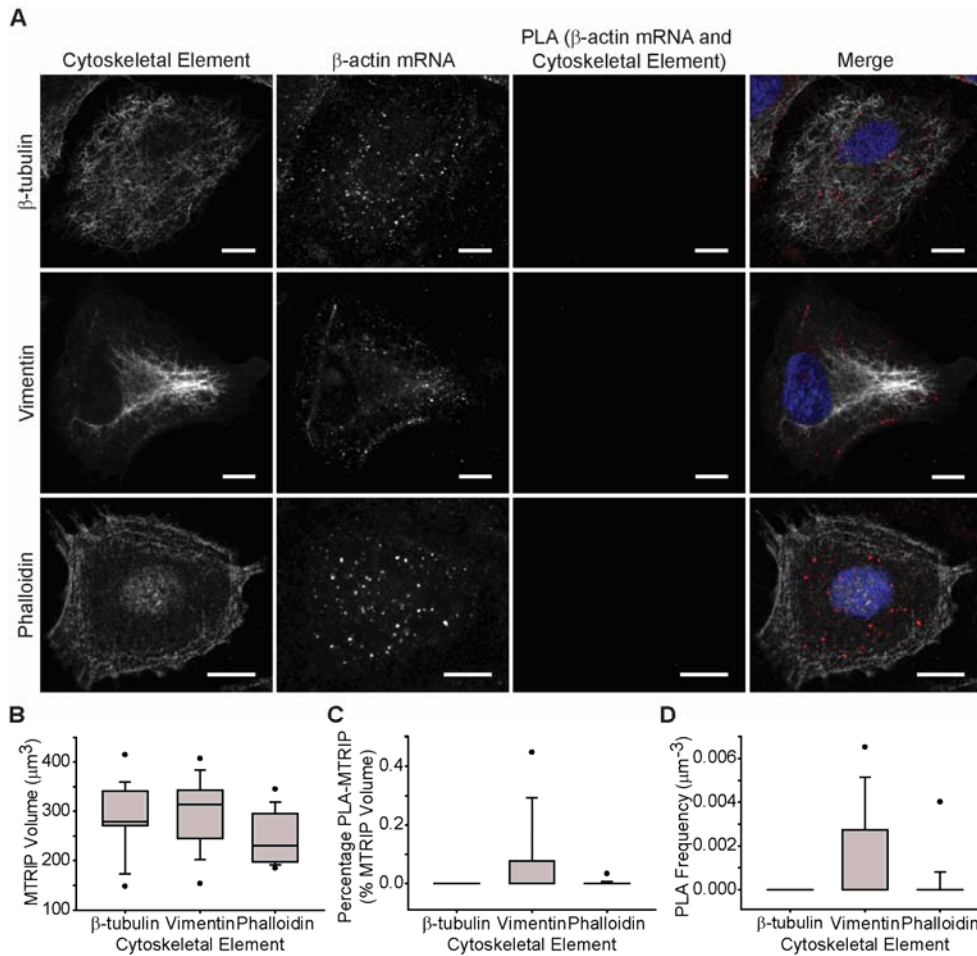 A
Cytoskeletal Element
β-actin mRNA
PLA (β-actin mRNA and
Cytoskeletal Element)
Merge
β-tubulin
Vimentin
Phalloidin
B
MTRIP Volume (μm3)
400
300
200
100
β-tubulin Vimentin Phalloidin
Cytoskeletal Element
C
Percentage PLA-MTRIP
(% MTRIP Volume)
0.4
0.2
0.0
β-tubulin Vimentin Phalloidin
Cytoskeletal Element
D
PLA Frequency (μm-3)
0.006
0.004
0.002
0.000
β-tubulin Vimentin Phalloidin
Cytoskeletal Element